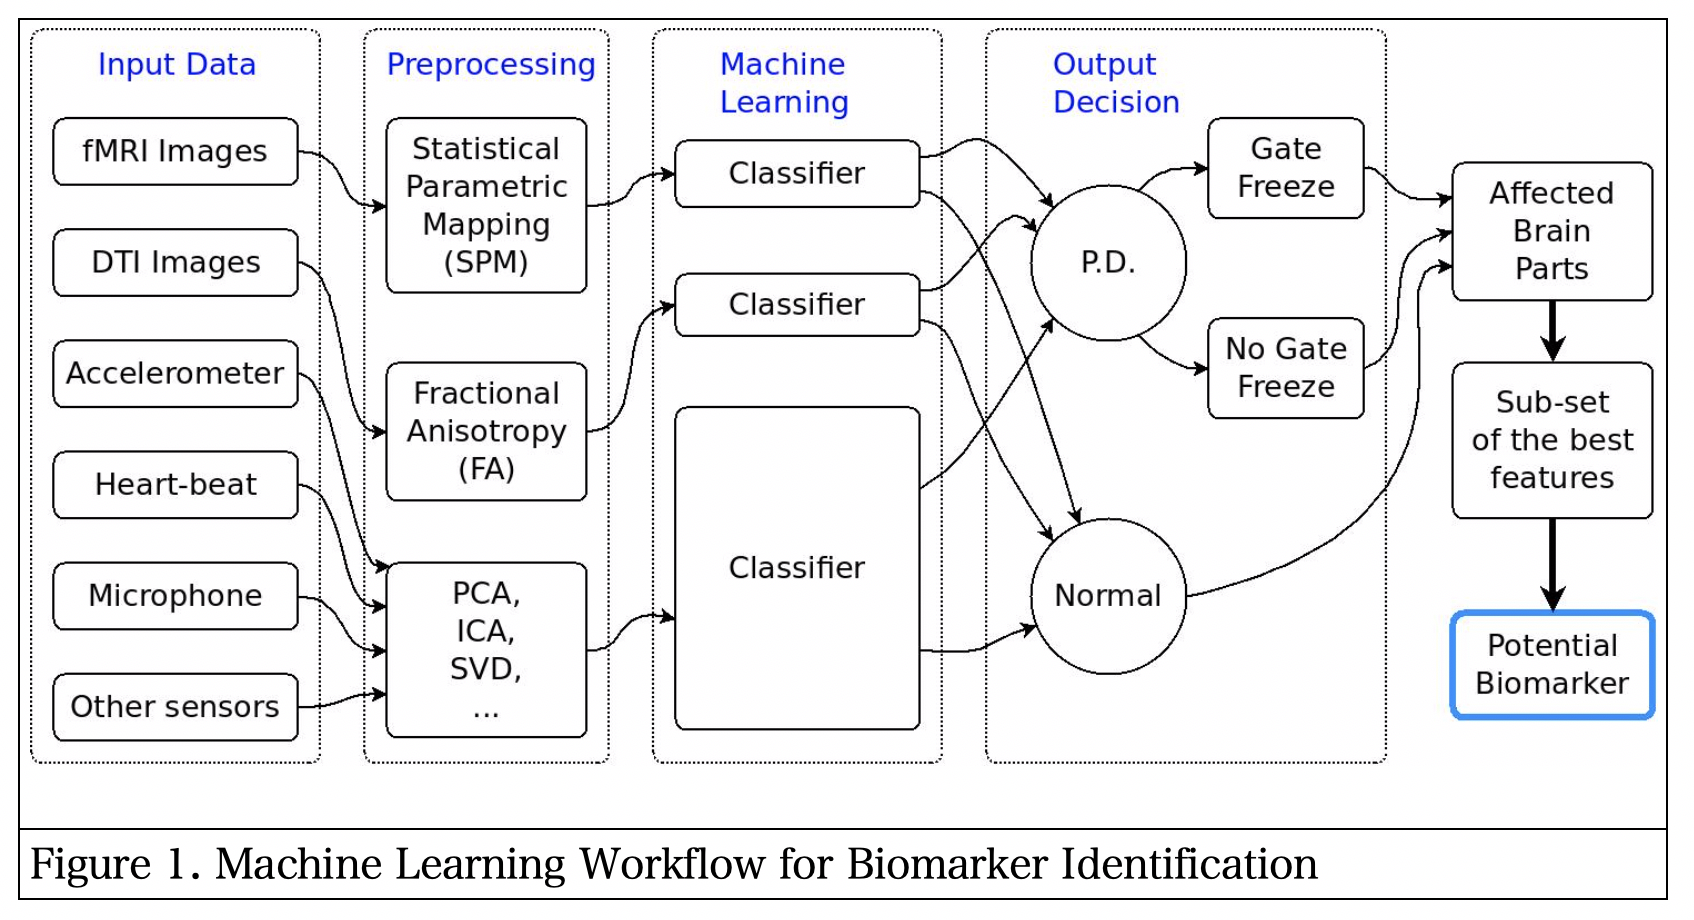 Input Data
fMRI Images
DTI Images
Accelerometer
Heart-beat
Microphone
Other sensors
Preprocessing
Statistical
Parametric
Mapping
(SPM)
Fractional
Anisotropy
(FA)
PCA,
ICA,
SVD,
...
Machine
Learning
Classifier
Classifier
Classifier
Output
Decision
P.D.
Normal
Gate
Freeze
No Gate
Freeze
Affected
Brain
Parts
Sub-set
of the best
features
Potential
Biomarker
Figure 1. Machine Learning Workflow for Biomarker Identification